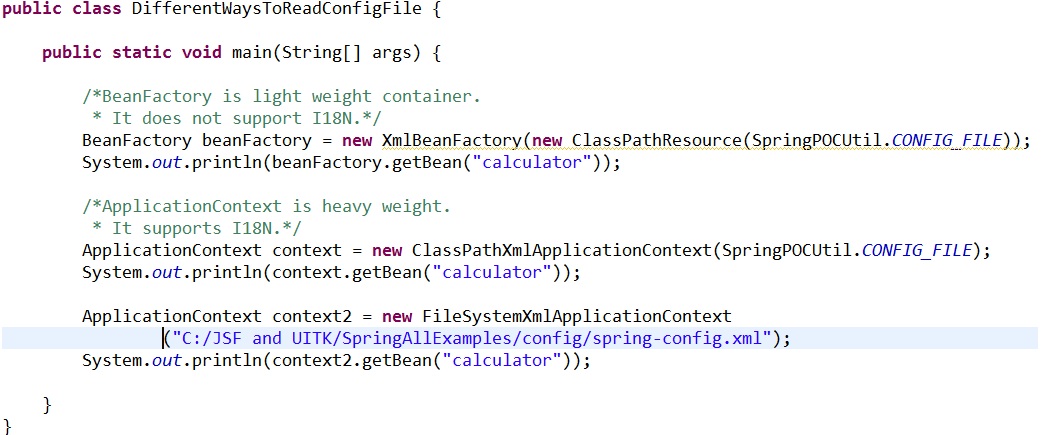 public class DifferentWaysToReadConfigFile {
public static void main(String[] args) {
/*BeanFactory is light weight container.
* It does not support I18N.*/
BeanFactory beanFactory = new XmlBeanFactory(new ClassPathResource(SpringPOCUtil.CONFIG_FILE));
System.out.println(beanFactory.getBean("calculator"));
/*ApplicationContext is heavy weight.
* It supports I18N.*/
ApplicationContext context = new ClassPathXmlApplicationContext(SpringPOCUtil.CONFIG_FILE);
System.out.println(context.getBean("calculator"));
ApplicationContext context2 = new FileSystemXmlApplicationContext
("C:/JSF and UITK/SpringAllExamples/config/spring-config.xml");
System.out.println(context2.getBean("calculator"));
}
}